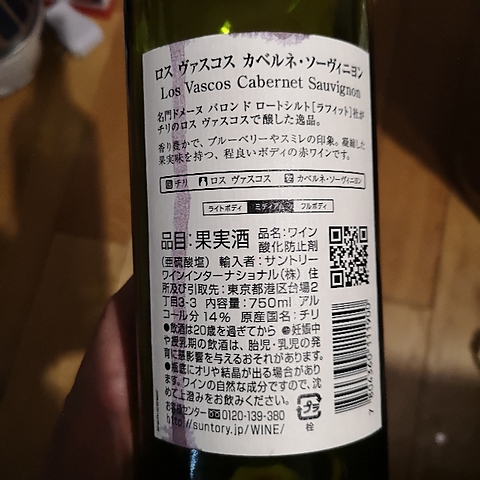 ロス ヴァスコス カベルネ・ソーヴィニヨン
Los Vascos Cabernet Sauvignon
名門ドメーヌ バロン ド ロートシルト[ラフィット]社が
チリのロス ヴァスコスで醸した逸品。
香り豊かで、ブルーベリーやスミレの印象。凝縮した
果実味を持つ、程良いボディの赤ワインです。
チリ ロス ヴァスコス カベルネ・ソーヴィニヨン
ライトボディ ミディアム フルボディ
品目:果実酒 品名:ワイン
酸化防止剤
(亜硫酸塩) 輸入者:サントリー
ワインインターナショナル(株) 住
所及び引取先:東京都港区台場2
丁目3-3 内容量:750ml アル
コール分14% 原産国名:チリ
●飲酒は20歳を過ぎてから ●妊娠中
や授乳期の飲酒は、胎児・乳児の発
育に悪影響を与えるおそれがあります。
●瓶底にオリや結晶が出る場合があり
ます。ワインの自然な成分ですので、沈
めて上澄みをお飲みください。
お客様センター 0120-139-380
http://suntory.jp/WINE/
プラ
栓